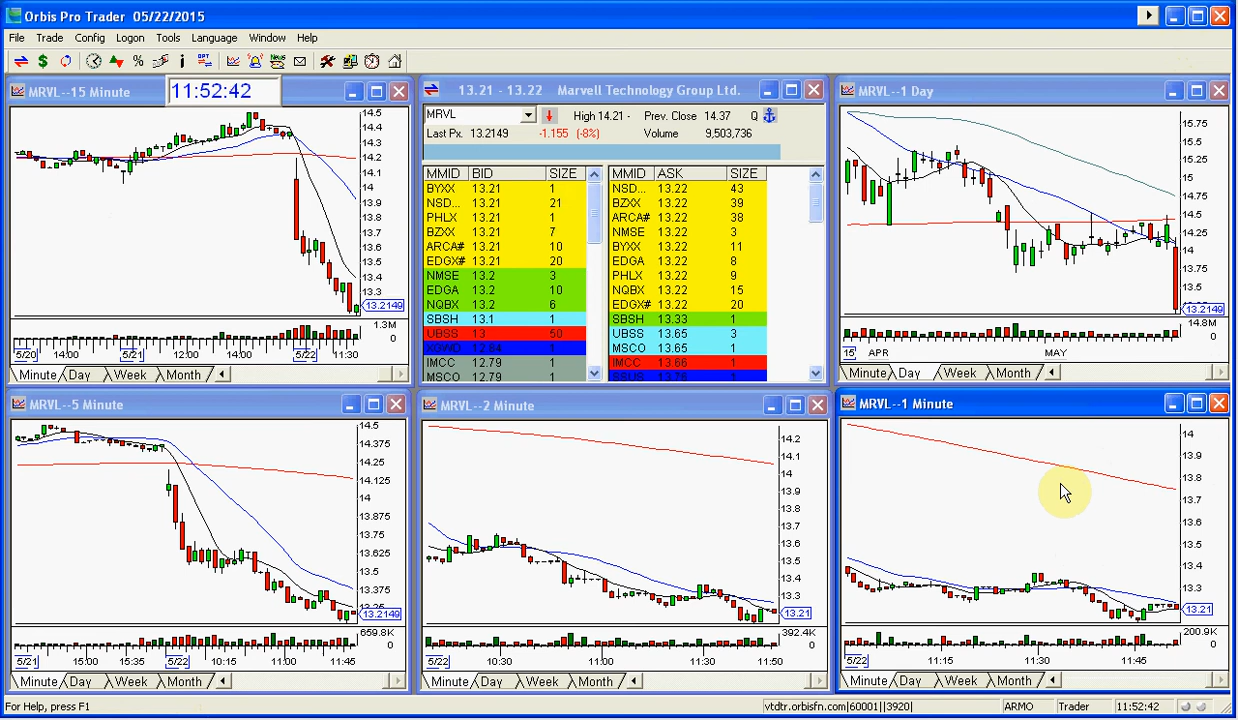 Orbis Pro Trader 05/22/2015
File Trade Config Logon Tools Language Window Help
MRVL--15 Minute
11:52:42
14.5
14.4
14.3
14.2
14.1
14
13.9
13.8
13.7
13.6
13.5
13.4
13.3
13.2149
1.3M
0
5/20 14:00 5/21 12:00 14:00 5/22 11:30
Minute Day Week Month
13.21 - 13.22 Marvell Technology Group Ltd.
MRVL High 14.21 - Prev. Close 14.37 Q
Last Px. 13.2149 -1.155 (-8%) Volume 9,503,736
MMID BID SIZE MMID ASK SIZE
BYXX 13.21 1 NSD... 13.22 43
NSD... 13.21 21 BZXX 13.22 39
PHLX 13.21 1 ARCA# 13.22 38
BZXX 13.21 7 NMSE 13.22 3
ARCA# 13.21 10 BYXX 13.22 11
EDGX# 13.21 20 EDGA 13.22 8
NMSE 13.2 3 PHLX 13.22 9
EDGA 13.2 10 NQBX 13.22 15
NQBX 13.2 6 EDGX# 13.22 20
SBSH 13.1 1 SBSH 13.33 1
UBSS 13 50 UBSS 13.65 3
12.84 1 MSCO 13.65 1
IMCC 12.79 1 IMCC 13.66 1
MSCO 12.79 1 13.76 1
MRVL--1 Day
15.75
15.5
15.25
15
14.75
14.5
14.25
14
13.75
13.5
13.2149
14.8M
0
15' APR MAY
Minute Day Week Month
MRVL--5 Minute
14.5
14.375
14.25
14.125
14
13.875
13.75
13.625
13.5
13.375
13.25
13.2149
659.8K
0
5/21 15:00 15:35 5/22 10:15 11:00 11:45
Minute Day Week Month
MRVL--2 Minute
14.2
14.1
14
13.9
13.8
13.7
13.6
13.5
13.4
13.3
13.21
392.4K
0
5/22 10:30 11:00 11:30 11:50
Minute Day Week Month
MRVL--1 Minute
14
13.9
13.8
13.7
13.6
13.5
13.4
13.3
13.21
200.9K
0
5/22 11:15 11:30 11:45
Minute Day Week Month
For Help, press F1 vtdtr.orbisfn.com|60001||3920| ARMO Trader 11:52:42